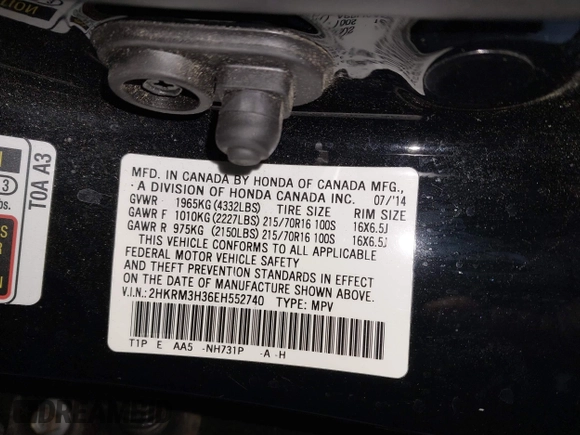 MFD. IN CANADA BY HONDA OF CANADA MFG.,
A DIVISION OF HONDA CANADA INC. 07/'14
GVWR 1965KG (4332LBS) TIRE SIZE RIM SIZE
GAWR F 1010KG (2227LBS) 215/70R16 100S 16X6.5J
GAWR R 975KG (2150LBS) 215/70R16 100S 16X6.5J
THIS VEHICLE CONFORMS TO ALL APPLICABLE
FEDERAL MOTOR VEHICLE SAFETY
AND THEFT PREVENTION STANDARDS IN EFFECT
ON THE DATE OF MANUFACTURE SHOWN ABOVE.
V.I.N.: 2HKRM3H36EH552740 TYPE: MPV
T1P E AA5 -NH731P -A -H
TOA A3
3